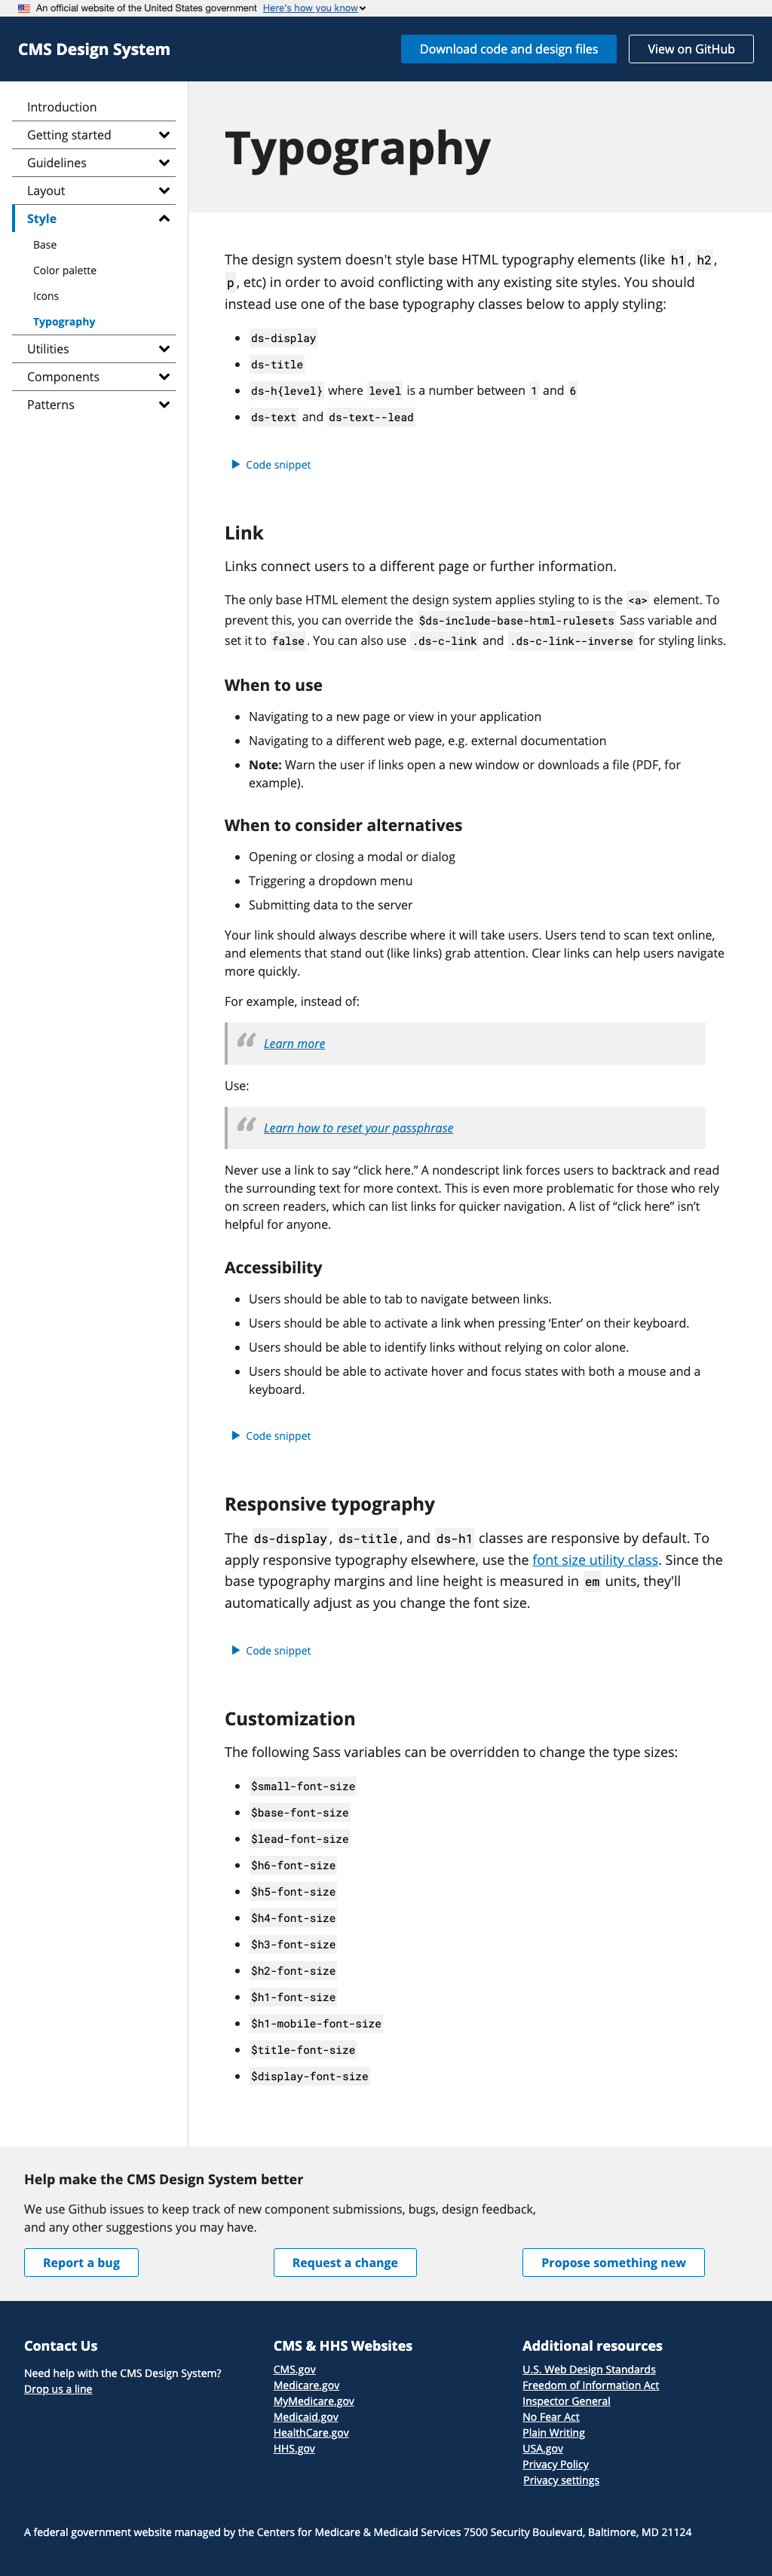 An official website of the United States government Here's how you know
CMS Design System
Download code and design files
View on GitHub
Introduction
Getting started
Guidelines
Layout
Style
Base
Color palette
Icons
Typography
Utilities
Components
Patterns
Typography
The design system doesn't style base HTML typography elements (like h1, h2,
p, etc) in order to avoid conflicting with any existing site styles. You should
instead use one of the base typography classes below to apply styling:
ds-display
ds-title
ds-h{level} where level is a number between 1 and 6
ds-text and ds-text--lead
Code snippet
Link
Links connect users to a different page or further information.
The only base HTML element the design system applies styling to is the <a> element. To
prevent this, you can override the $ds-include-base-html-rulesets Sass variable and
set it to false. You can also use .ds-c-link and .ds-c-link--inverse for styling links.
When to use
Navigating to a new page or view in your application
Navigating to a different web page, e.g. external documentation
Note: Warn the user if links open a new window or downloads a file (PDF, for
example).
When to consider alternatives
Opening or closing a modal or dialog
Triggering a dropdown menu
Submitting data to the server
Your link should always describe where it will take users. Users tend to scan text online,
and elements that stand out (like links) grab attention. Clear links can help users navigate
more quickly.
For example, instead of:
“ Learn more
Use:
“ Learn how to reset your passphrase
Never use a link to say “click here.” A nondescript link forces users to backtrack and read
the surrounding text for more context. This is even more problematic for those who rely
on screen readers, which can list links for quicker navigation. A list of “click here” isn’t
helpful for anyone.
Accessibility
Users should be able to tab to navigate between links.
Users should be able to activate a link when pressing ‘Enter’ on their keyboard.
Users should be able to identify links without relying on color alone.
Users should be able to activate hover and focus states with both a mouse and a
keyboard.
Code snippet
Responsive typography
The ds-display, ds-title, and ds-h1 classes are responsive by default. To
apply responsive typography elsewhere, use the font size utility class. Since the
base typography margins and line height is measured in em units, they'll
automatically adjust as you change the font size.
Code snippet
Customization
The following Sass variables can be overridden to change the type sizes:
$small-font-size
$base-font-size
$lead-font-size
$h6-font-size
$h5-font-size
$h4-font-size
$h3-font-size
$h2-font-size
$h1-font-size
$h1-mobile-font-size
$title-font-size
$display-font-size
Help make the CMS Design System better
We use Github issues to keep track of new component submissions, bugs, design feedback,
and any other suggestions you may have.
Report a bug
Request a change
Propose something new
Contact Us
Need help with the CMS Design System?
Drop us a line
CMS & HHS Websites
CMS.gov
Medicare.gov
MyMedicare.gov
Medicaid.gov
HealthCare.gov
HHS.gov
Additional resources
U.S. Web Design Standards
Freedom of Information Act
Inspector General
No Fear Act
Plain Writing
USA.gov
Privacy Policy
Privacy settings
A federal government website managed by the Centers for Medicare & Medicaid Services 7500 Security Boulevard, Baltimore, MD 21124